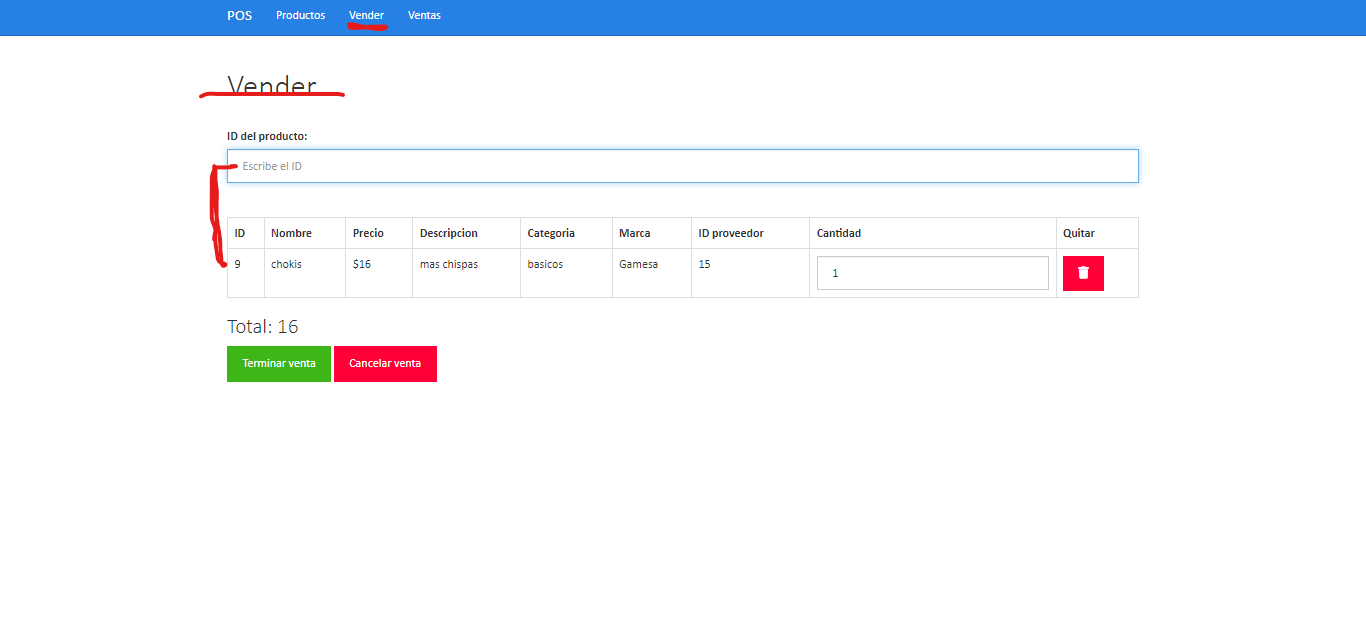 POS Productos Vender Ventas
Vender
ID del producto:
Escribe el ID
ID Nombre Precio Descripcion Categoria Marca ID proveedor Cantidad Quitar
9 chokis $16 mas chispas basicos Gamesa 15 1
Total: 16
Terminar venta Cancelar venta